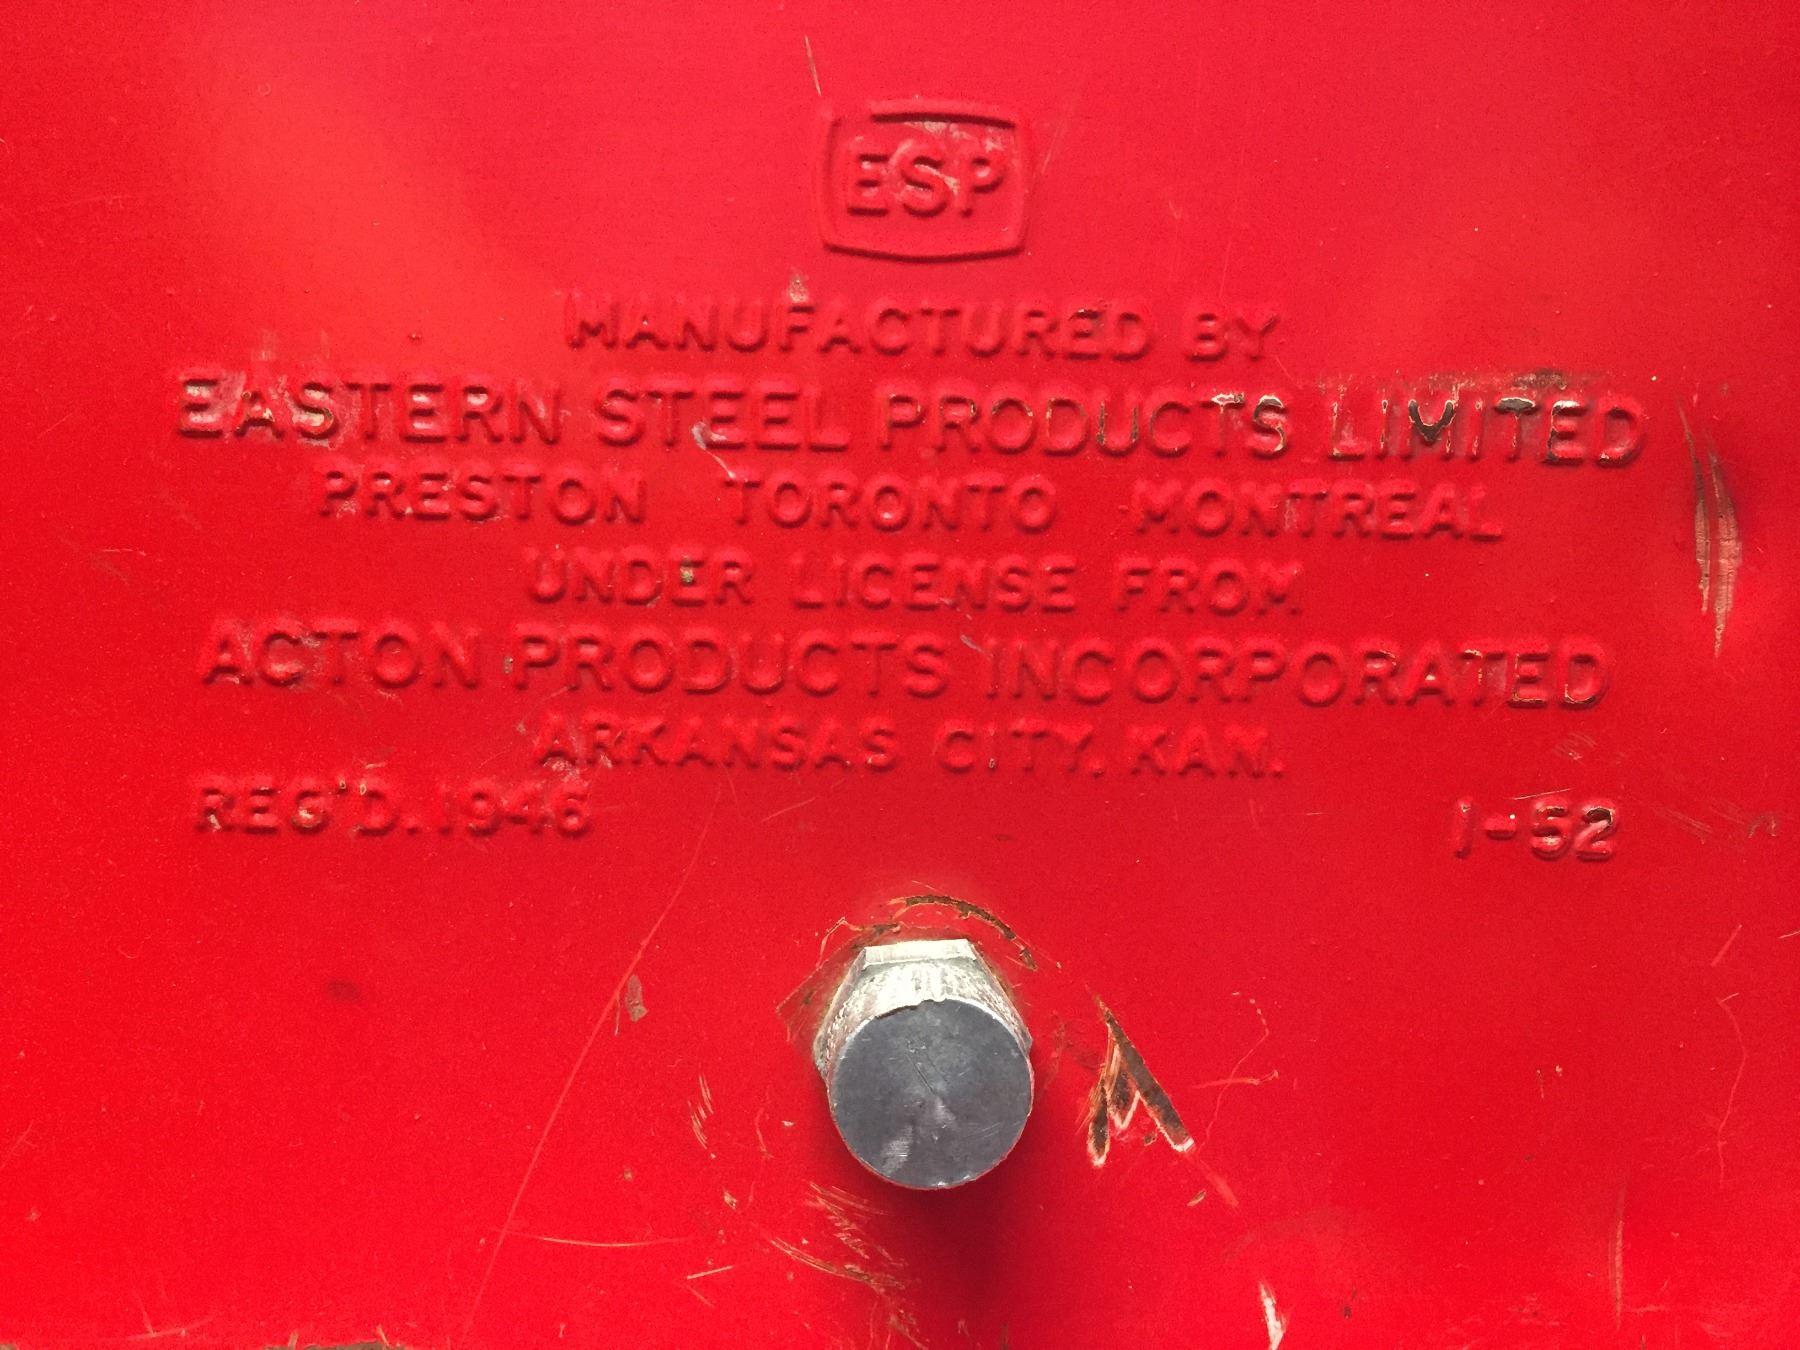 ESP
MANUFACTURED BY
EASTERN STEEL PRODUCTS LIMITED
PRESTON TORONTO MONTREAL
UNDER LICENSE FROM
ACTON PRODUCTS INCORPORATED
ARKANSAS CITY, KAN.
REG'D. 1946 1-52